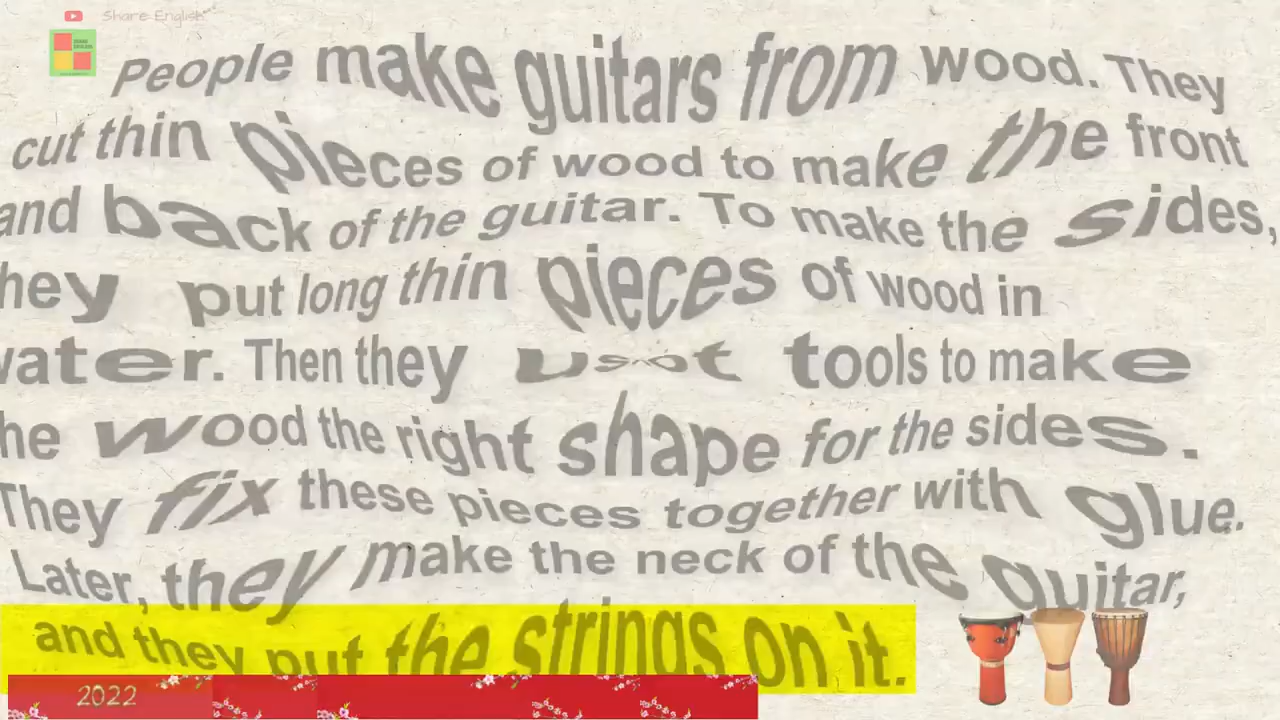 Share English
People make guitars from wood. They
cut thin pieces of wood to make the front
and back of the guitar. To make the sides,
hey put long thin pieces of wood in
ater. Then they tools to make
he wood the right shape for the sides.
They fix these pieces together with glue.
Later, they make the neck of the guitar,
and they put the strings on it.
2022